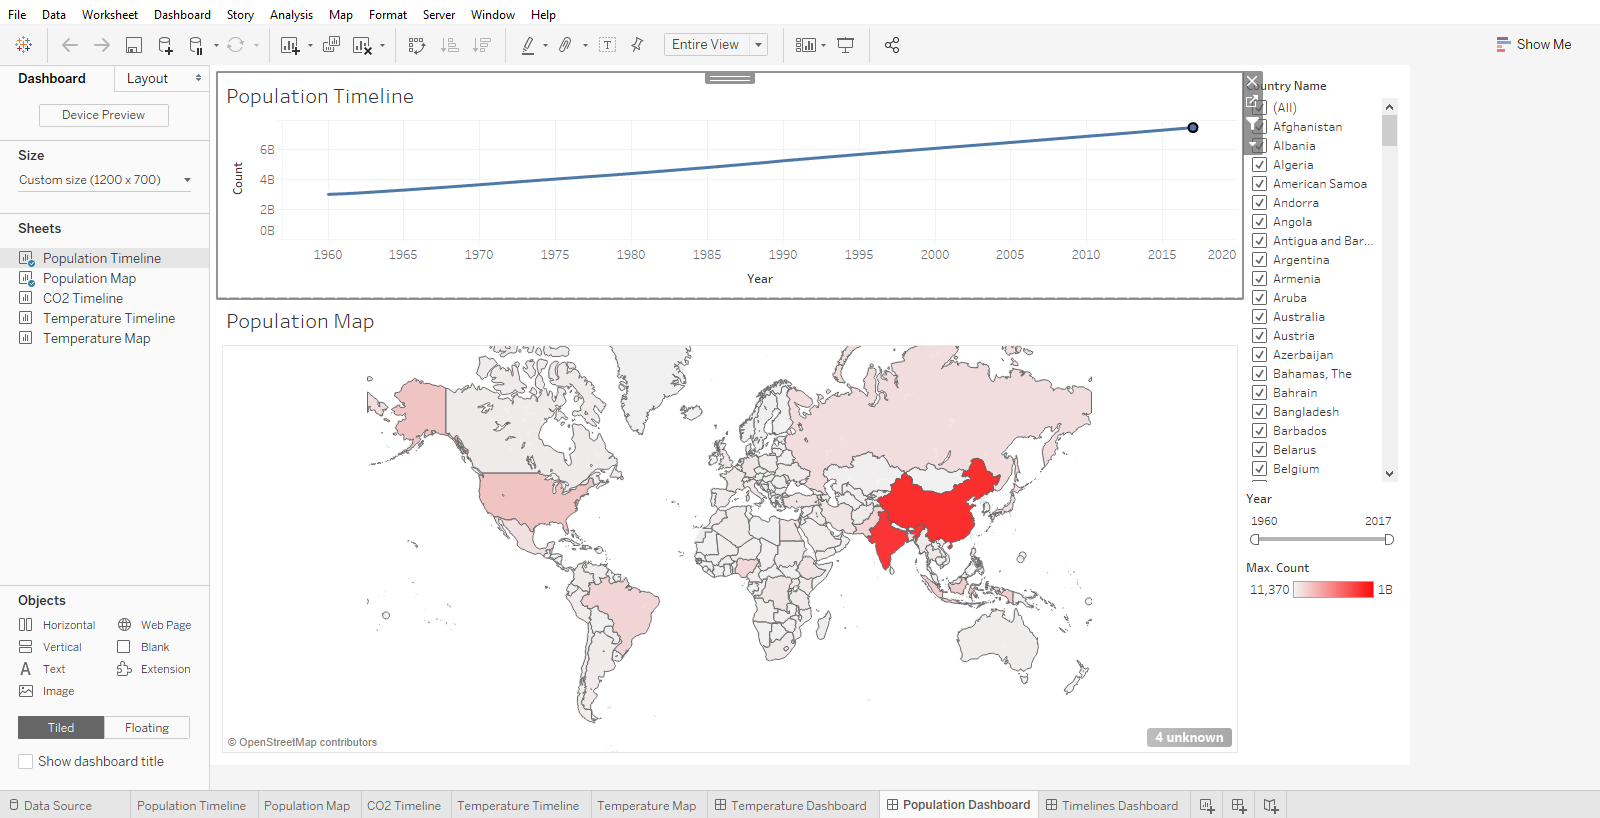 File Data Worksheet Dashboard Story Analysis Map Format Server Window Help
Entire View
Show Me
Dashboard Layout
Device Preview
Size
Custom size (1200 x 700)
Sheets
Population Timeline
Population Map
CO2 Timeline
Temperature Timeline
Temperature Map
Objects
Horizontal Web Page
Vertical Blank
Text Extension
Image
Tiled Floating
Show dashboard title
Population Timeline
Count
6B
4B
2B
0B
1960 1965 1970 1975 1980 1985 1990 1995 2000 2005 2010 2015 2020
Year
Population Map
© OpenStreetMap contributors
4 unknown
ountry Name
(All)
Afghanistan
Albania
Algeria
American Samoa
Andorra
Angola
Antigua and Bar...
Argentina
Armenia
Aruba
Australia
Austria
Azerbaijan
Bahamas, The
Bahrain
Bangladesh
Barbados
Belarus
Belgium
Year
1960 2017
Max. Count
11,370 1B
Data Source Population Timeline Population Map CO2 Timeline Temperature Timeline Temperature Map Temperature Dashboard Population Dashboard Timelines Dashboard